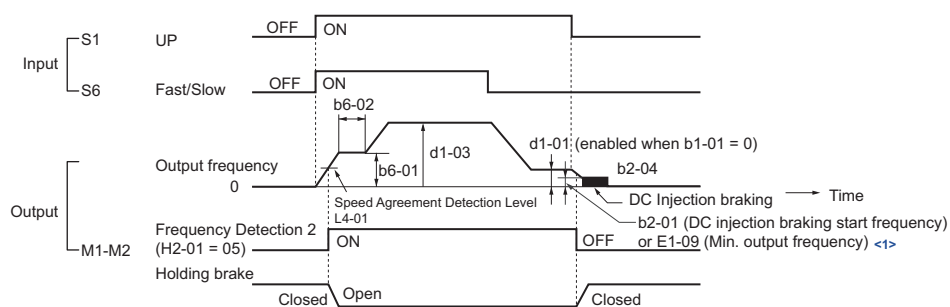 S1 UP OFF ON
Input
S6 Fast/Slow OFF ON
b6-02
d1-01 (enabled when b1-01 = 0)
d1-03
b2-04
Output frequency
b6-01
0
DC Injection braking
Time
Speed Agreement Detection Level
L4-01
b2-01 (DC injection braking start frequency)
or E1-09 (Min. output frequency) <1>
Output
Frequency Detection 2
(H2-01 = 05)
M1-M2
ON OFF
Holding brake
Closed Open Closed